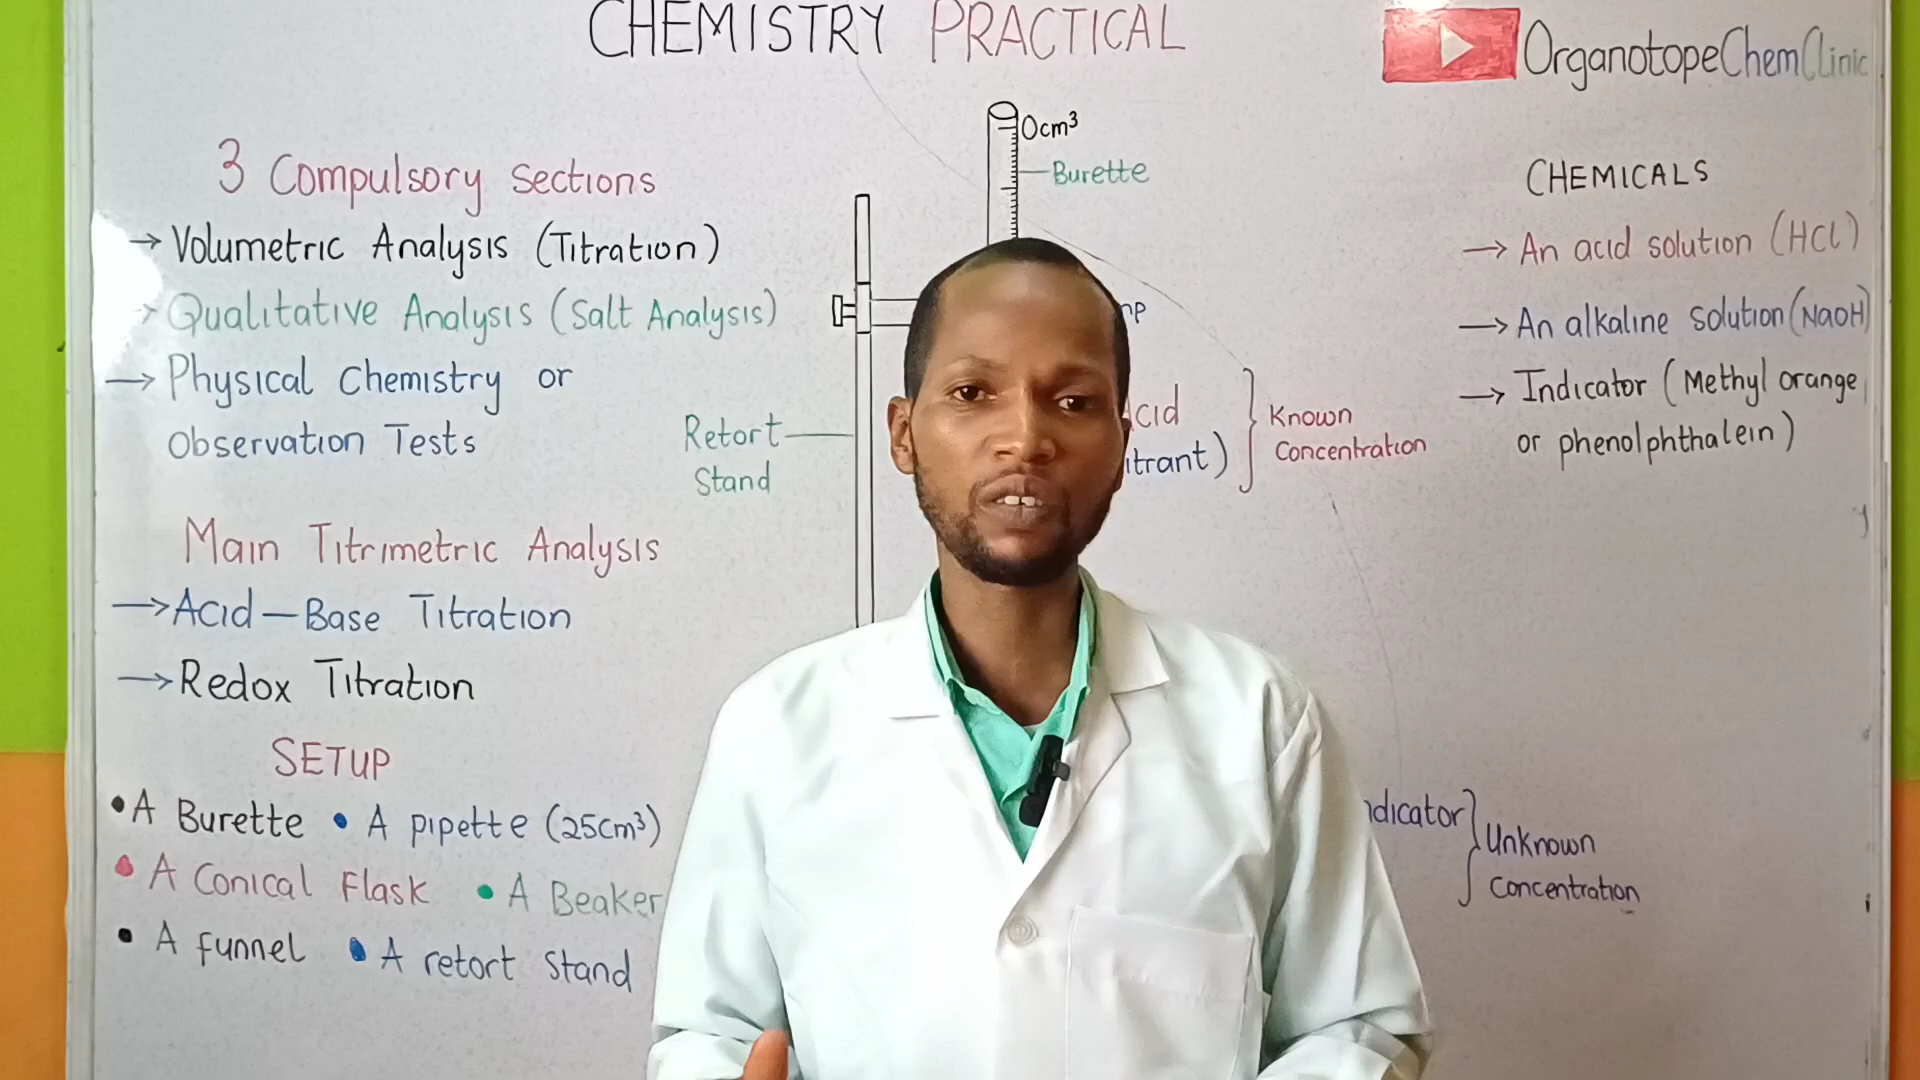 CHEMISTRY PRACTICAL
OrganotopeChemClinic
3 Compulsory Sections
→ Volumetric Analysis (Titration)
→ Qualitative Analysis (Salt Analysis)
→ Physical Chemistry or
Observation Tests
Main Titrimetric Analysis
→ Acid-Base Titration
→ Redox Titration
SETUP
• A Burette • A pipette (25cm³)
• A Conical Flask • A Beaker
• A funnel • A retort stand
0cm³
Burette
Retort
Stand
Known
Concentration
Unknown
Concentration
CHEMICALS
→ An acid solution (HCl)
→ An alkaline solution (NaOH)
→ Indicator (Methyl orange
or phenolphthalein)